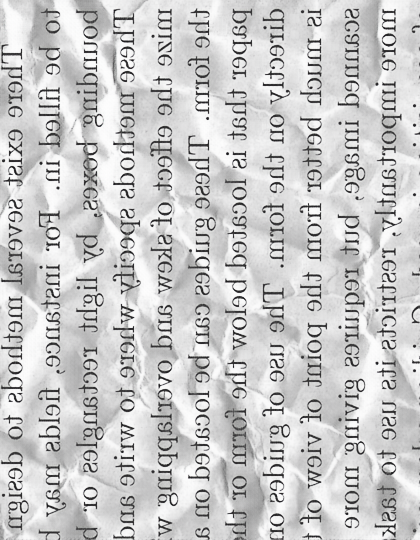 There exist several methods to design
to be filled in. For instance, fields may
bounding boxes, by light rectangles or
These methods specify where to write and
mize the effect of skew and overlapping
the form. These guides can be located on a
paper that is located below the form or
directly on the form. The use of guides on
is much better from the point of view of
scanned image, but requires giving more
more importantly, restricts its use to